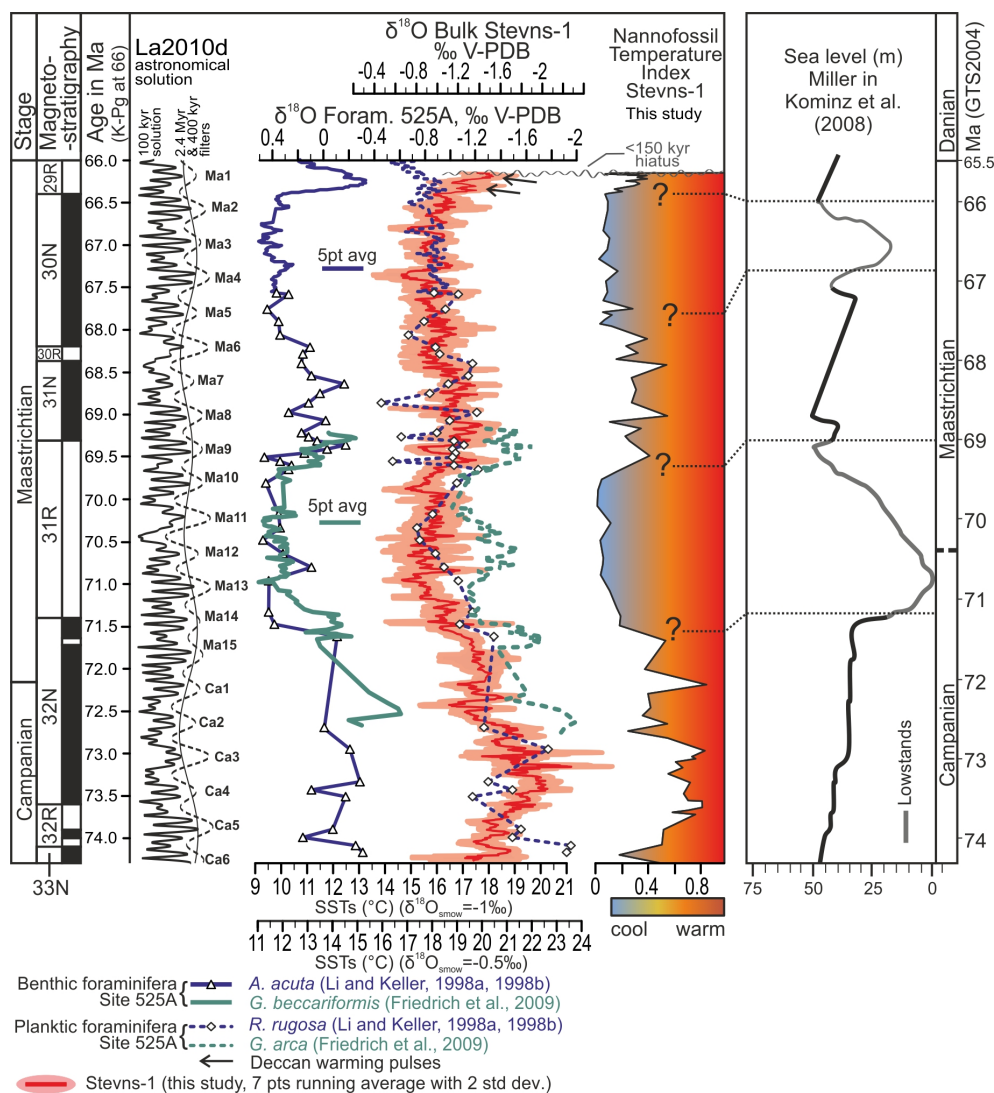 Stage
Magneto-
-stratigraphy
Age in Ma
(K-Pg at 66)
La2010d
astronomical
solution
100 kyr
solution
2.4 Myr
& 400 kyr
filters
δ¹⁸O Bulk Stevns-1
‰ V-PDB
-0.4 -0.8 -1.2 -1.6 -2
δ¹⁸O Foram. 525A, ‰ V-PDB
0.4 0 -0.4 -0.8 -1.2 -1.6 -2
Nannofossil
Temperature
Index
Stevns-1
This study
<150 kyr
hiatus
Sea level (m)
Miller in
Kominz et al.
(2008)
Danian
Ma (GTS2004)
Maastrichtian
Campanian
29R
30N
30R
31N
31R
32N
32R
33N
66.0
66.5
67.0
67.5
68.0
68.5
69.0
69.5
70.0
70.5
71.0
71.5
72.0
72.5
73.0
73.5
74.0
Ma1
Ma2
Ma3
Ma4
Ma5
Ma6
Ma7
Ma8
Ma9
Ma10
Ma11
Ma12
Ma13
Ma14
Ma15
Ca1
Ca2
Ca3
Ca4
Ca5
Ca6
5pt avg
5pt avg
?
?
?
?
Lowstands
Maastrichtian
Campanian
65.5
66
67
68
69
70
71
72
73
74
9 10 11 12 13 14 15 16 17 18 19 20 21
SSTs (°C) (δ¹⁸Osmow=-1‰)
11 12 13 14 15 16 17 18 19 20 21 22 23 24
SSTs (°C) (δ¹⁸Osmow=-0.5‰)
0 0.4 0.8
cool warm
75 50 25 0
Benthic foraminifera
Site 525A
A. acuta (Li and Keller, 1998a, 1998b)
G. beccariformis (Friedrich et al., 2009)
Planktic foraminifera
Site 525A
R. rugosa (Li and Keller, 1998a, 1998b)
G. arca (Friedrich et al., 2009)
Deccan warming pulses
Stevns-1 (this study, 7 pts running average with 2 std dev.)